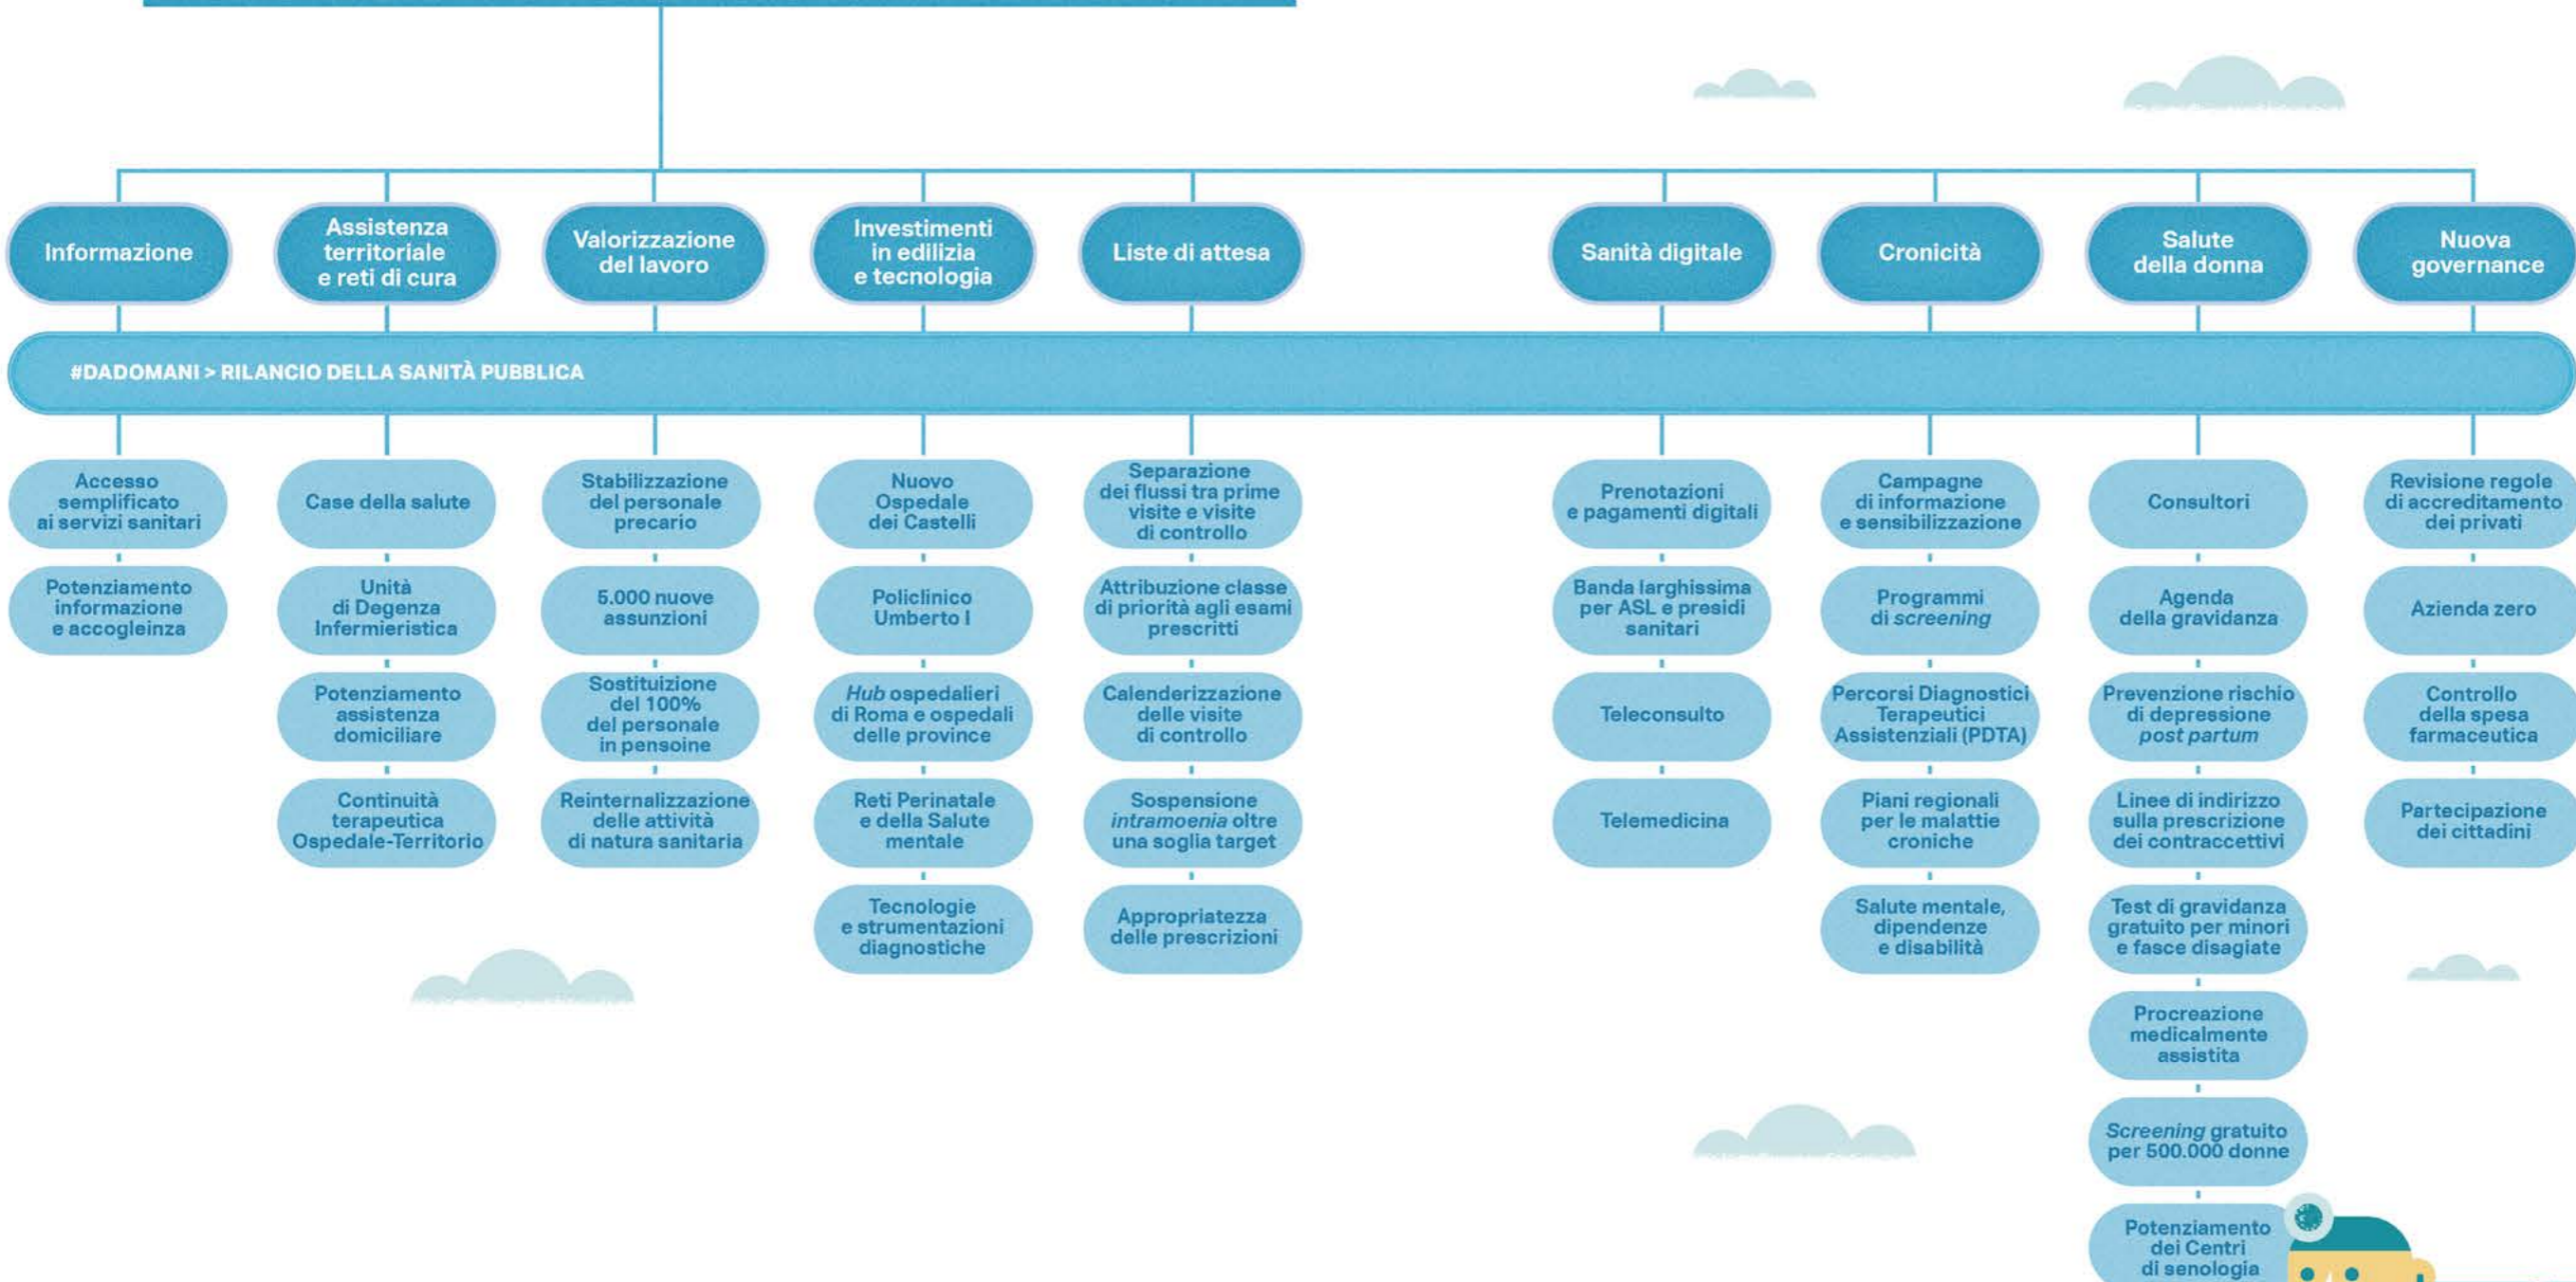 Informazione
Assistenza
territoriale
e reti di cura
Valorizzazione
del lavoro
Investimenti
in edilizia
e tecnologia
Liste di attesa
Sanità digitale
Cronicità
Salute
della donna
Nuova
governance
#DADOMANI > RILANCIO DELLA SANITÀ PUBBLICA
Accesso
semplificato
ai servizi sanitari
Potenziamento
informazione
e accogleinza
Case della salute
Unità
di Degenza
Infermieristica
Potenziamento
assistenza
domiciliare
Continuità
terapeutica
Ospedale-Territorio
Stabilizzazione
del personale
precario
5.000 nuove
assunzioni
Sostituizione
del 100%
del personale
in pensoine
Reinternalizzazione
delle attività
di natura sanitaria
Nuovo
Ospedale
dei Castelli
Policlinico
Umberto I
Hub ospedalieri
di Roma e ospedali
delle province
Reti Perinatale
e della Salute
mentale
Tecnologie
e strumentazioni
diagnostiche
Separazione
dei flussi tra prime
visite e visite
di controllo
Attribuzione classe
di priorità agli esami
prescritti
Calenderizzazione
delle visite
di controllo
Sospensione
intramoenia oltre
una soglia target
Appropriatezza
delle prescrizioni
Prenotazioni
e pagamenti digitali
Banda larghissima
per ASL e presidi
sanitari
Teleconsulto
Telemedicina
Campagne
di informazione
e sensibilizzazione
Programmi
di screening
Percorsi Diagnostici
Terapeutici
Assistenziali (PDTA)
Piani regionali
per le malattie
croniche
Salute mentale,
dipendenze
e disabilità
Consultori
Agenda
della gravidanza
Prevenzione rischio
di depressione
post partum
Linee di indirizzo
sulla prescrizione
dei contraccettivi
Test di gravidanza
gratuito per minori
e fasce disagiate
Procreazione
medicalmente
assistita
Screening gratuito
per 500.000 donne
Potenziamento
dei Centri
di senologia
Revisione regole
di accreditamento
dei privati
Azienda zero
Controllo
della spesa
farmaceutica
Partecipazione
dei cittadini